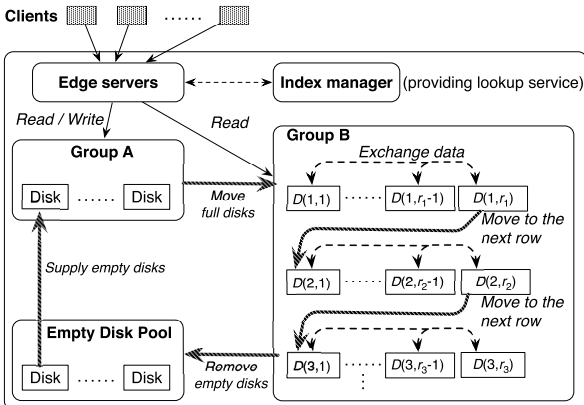 Clients ......
Edge servers
Index manager (providing lookup service)
Read / Write
Read
Group A
Disk ...... Disk
Move
full disks
Group B
Exchange data
D(1,1) ...... D(1,r₁-1) D(1,r₁)
Move to the
next row
D(2,1) ...... D(2,r₂-1) D(2,r₂)
Move to the
next row
D(3,1) ...... D(3,r₃-1) D(3,r₃)
Supply empty disks
Empty Disk Pool
Disk ...... Disk
Remove
empty disks